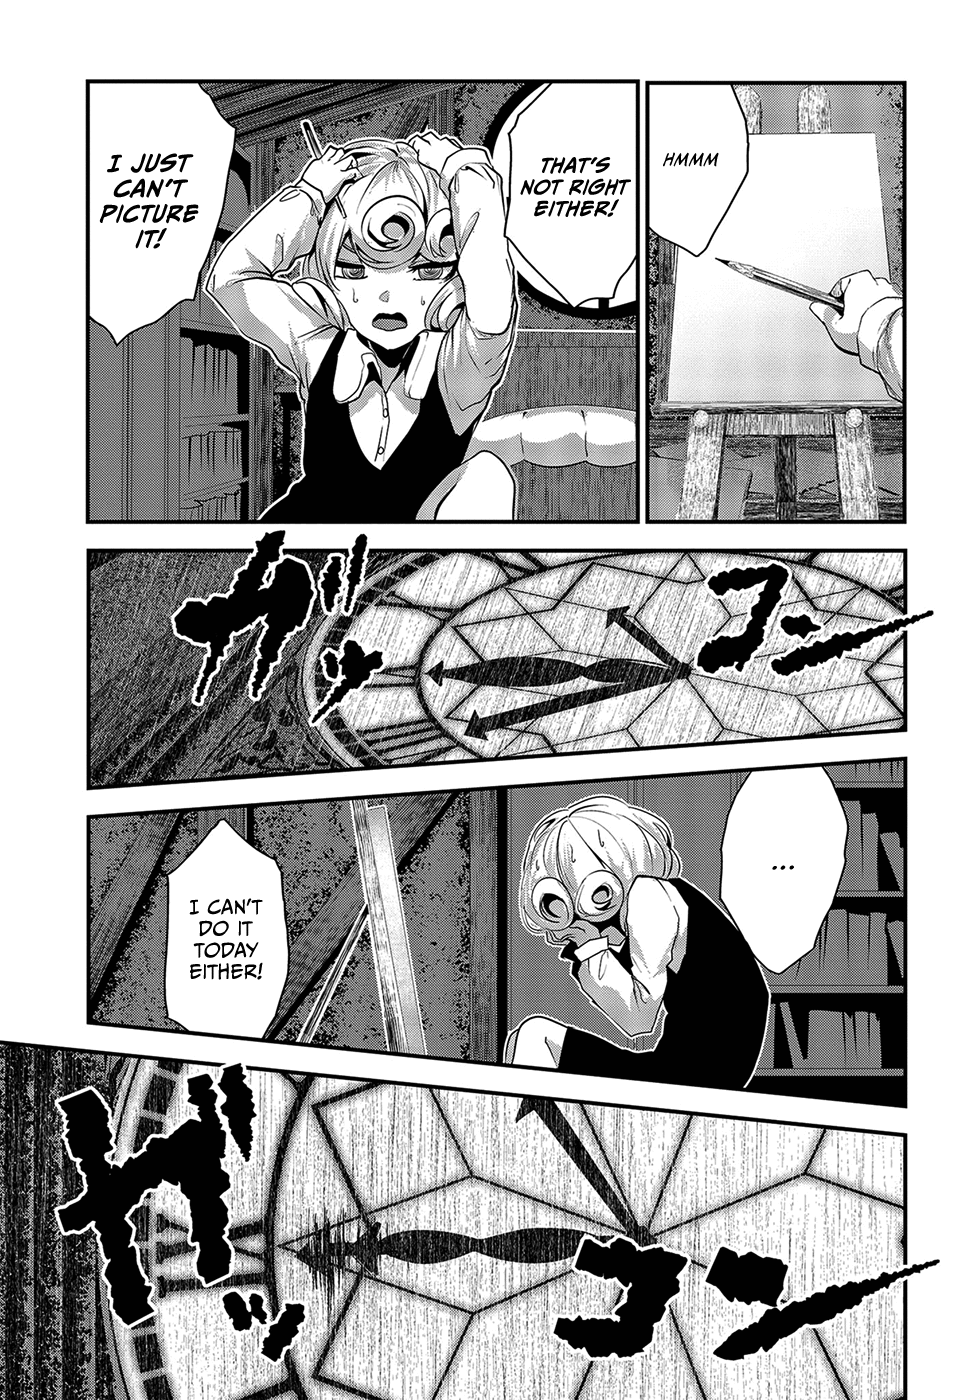 HMMM
THAT'S
NOT RIGHT
EITHER!
I JUST
CAN'T
PICTURE
IT!
ガッ
コン
...
I CAN'T
DO IT
TODAY
EITHER!
ガッ
コン